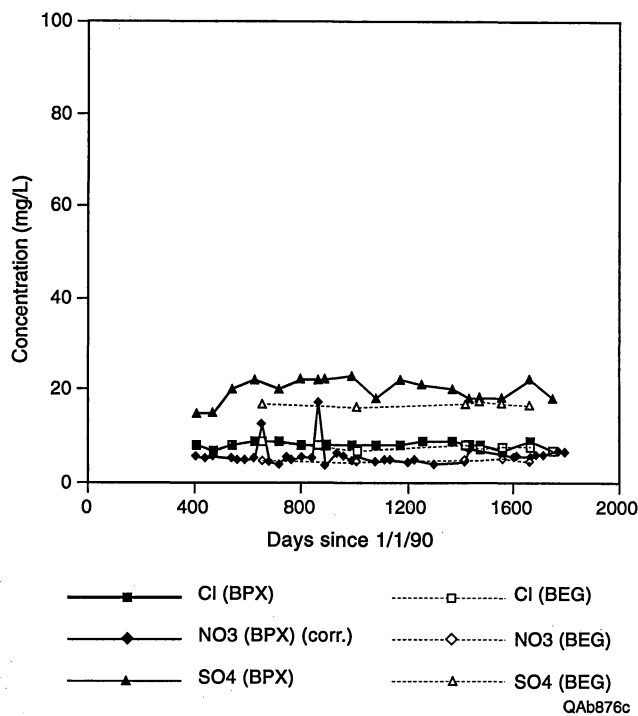 100
80
60
40
20
0
Concentration (mg/L)
0 400 800 1200 1600 2000
Days since 1/1/90
Cl (BPX)
Cl (BEG)
NO3 (BPX) (corr.)
NO3 (BEG)
SO4 (BPX)
SO4 (BEG)
QAb876c